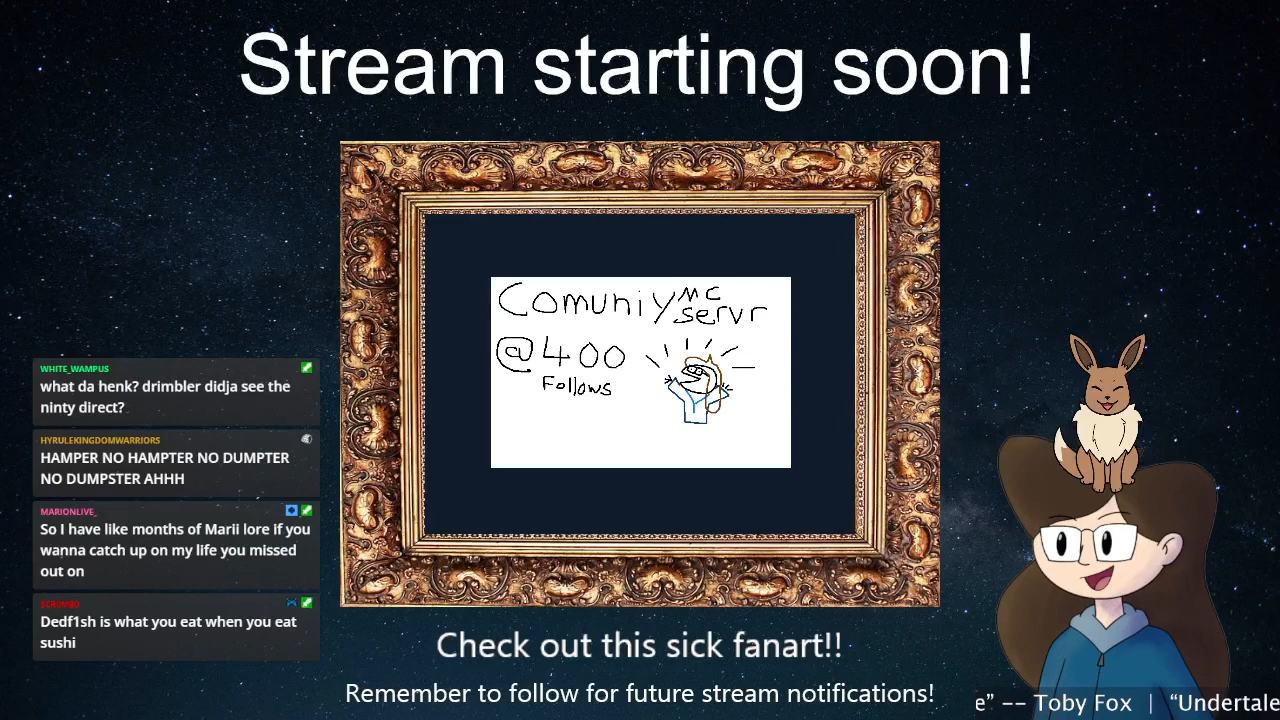 Stream starting soon!
Comuniy MC
servr
@400
Follows
WHITE_WAMPUS
what da henk? drimbler didja see the
ninty direct?
HYRULEKINGDOMWARRIORS
HAMPER NO HAMPTER NO DUMPTER
NO DUMPSTER AHHH
MARIONLIVE_
So I have like months of Marii lore if you
wanna catch up on my life you missed
out on
Dedf1sh is what you eat when you eat
sushi
Check out this sick fanart!!
Remember to follow for future stream notifications!
e” -- Toby Fox | “Undertale